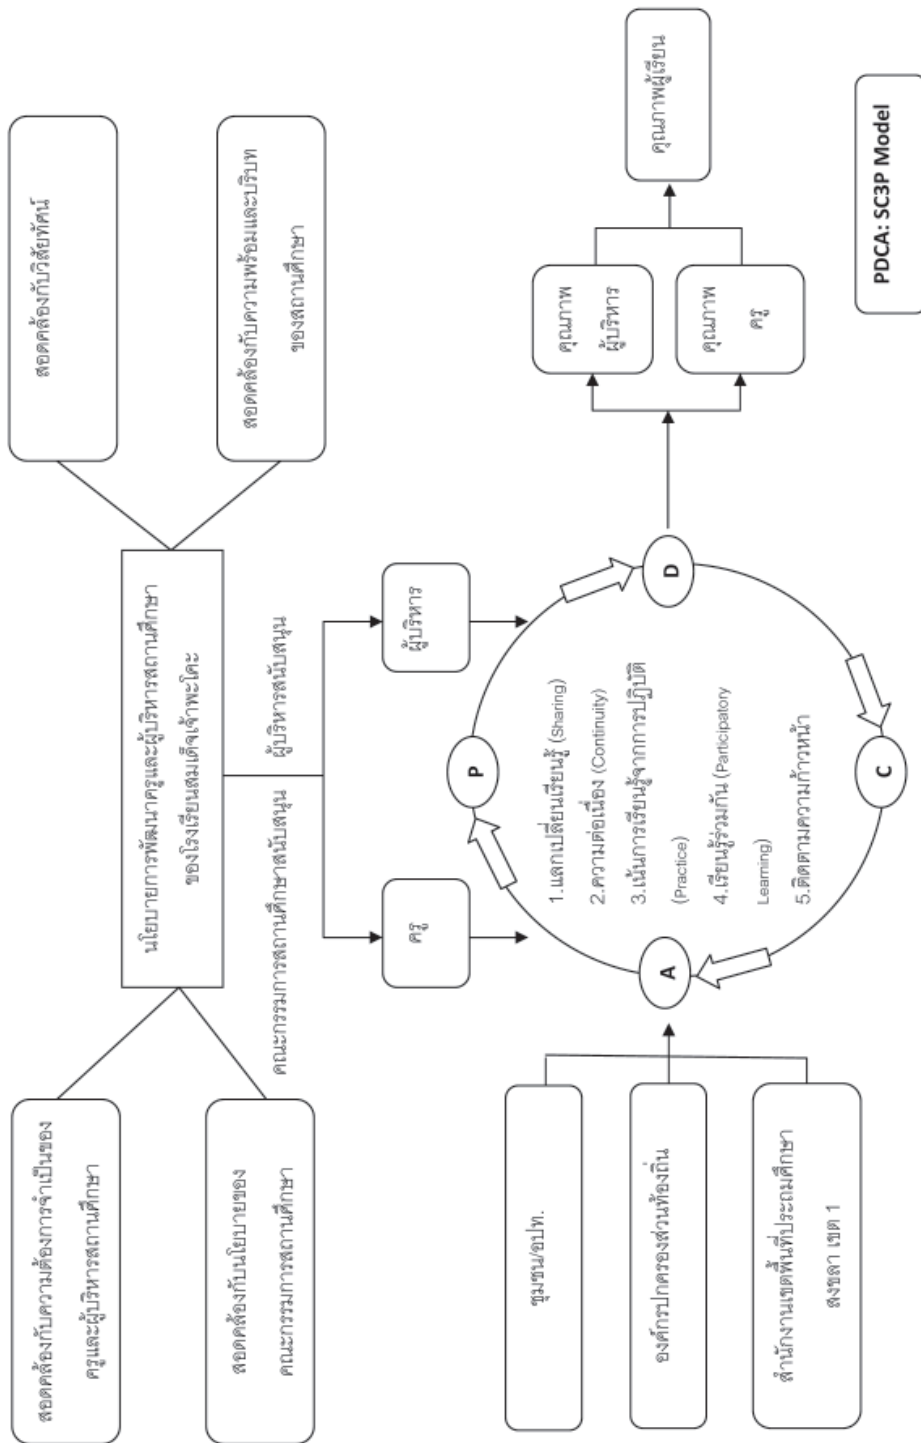 สอดคล้องกับความต้องการจำเป็นของ
ครูและผู้บริหารสถานศึกษา
สอดคล้องกับนโยบายของ
คณะกรรมการสถานศึกษา
นโยบายการพัฒนาครูและผู้บริหารสถานศึกษา
ของโรงเรียนสมเด็จเจ้าพะโคะ
สอดคล้องกับวิสัยทัศน์
สอดคล้องกับความพร้อมและบริบท
ของสถานศึกษา
คณะกรรมการสถานศึกษาสนับสนุน
ผู้บริหารสนับสนุน
ครู
ผู้บริหาร
ชุมชน/อปท.
องค์กรปกครองส่วนท้องถิ่น
สำนักงานเขตพื้นที่ประถมศึกษา
สงขลา เขต 1
P
A
1.แลกเปลี่ยนเรียนรู้ (Sharing)
2.ความต่อเนื่อง (Continuity)
3.เน้นการเรียนรู้จากการปฏิบัติ
(Practice)
4.เรียนรู้ร่วมกัน (Participatory
Learning)
5.ติดตามความก้าวหน้า
D
C
คุณภาพ
ผู้บริหาร
คุณภาพ
ครู
คุณภาพผู้เรียน
PDCA: SC3P Model